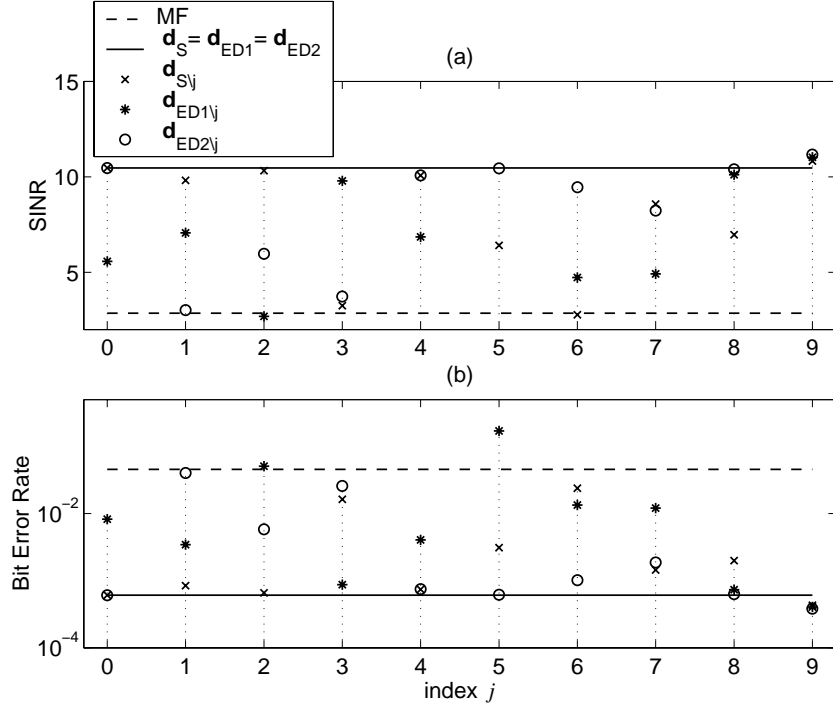 MF
d_S= d_ED1= d_ED2
d_S\j
d_ED1\j
d_ED2\j
(a)
15
10
5
SINR
0 1 2 3 4 5 6 7 8 9
(b)
10^−2
10^−4
Bit Error Rate
0 1 2 3 4 5 6 7 8 9
index j